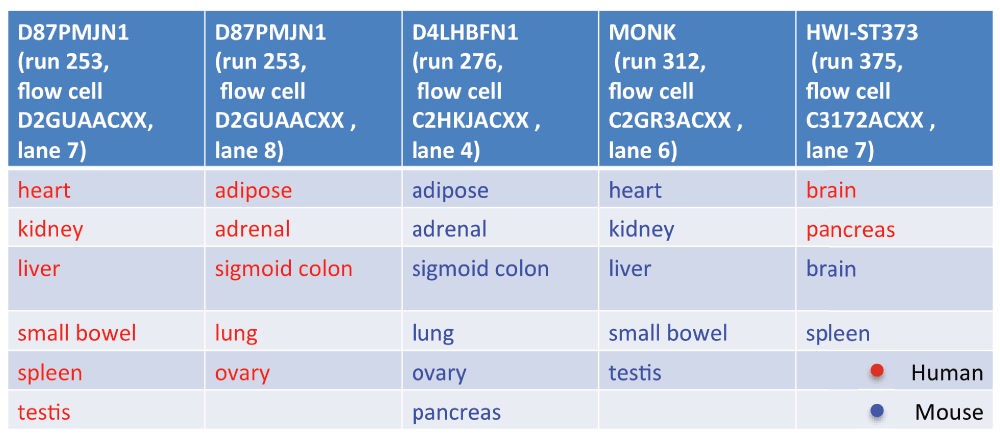 D87PMJN1
(run 253,
flow cell
D2GUAACXX,
lane 7)
D87PMJN1
(run 253,
flow cell
D2GUAACXX ,
lane 8)
D4LHBFN1
(run 276,
flow cell
C2HKJACXX ,
lane 4)
MONK
(run 312,
flow cell
C2GR3ACXX ,
lane 6)
HWI-ST373
(run 375,
flow cell
C3172ACXX ,
lane 7)
heart adipose adipose heart brain
kidney adrenal adrenal kidney pancreas
liver sigmoid colon sigmoid colon liver brain
small bowel lung lung small bowel spleen
spleen ovary ovary testis Human
testis pancreas Mouse